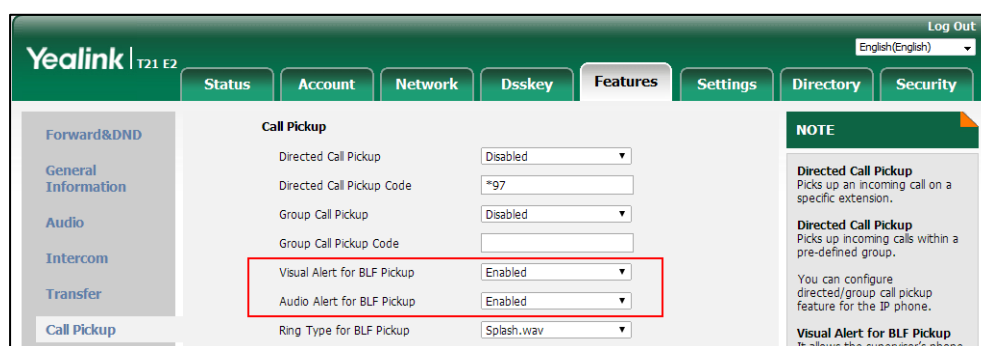 Log Out
Yealink | T21 E2
English(English)
Status Account Network Dsskey Features Settings Directory Security
Forward&DND
General
Information
Audio
Intercom
Transfer
Call Pickup
Call Pickup
Directed Call Pickup Disabled
Directed Call Pickup Code *97
Group Call Pickup Disabled
Group Call Pickup Code
Visual Alert for BLF Pickup Enabled
Audio Alert for BLF Pickup Enabled
Ring Type for BLF Pickup Splash.wav
NOTE
Directed Call Pickup
Picks up an incoming call on a
specific extension.
Directed Call Pickup
Picks up incoming calls within a
pre-defined group.
You can configure
directed/group call pickup
feature for the IP phone.
Visual Alert for BLF Pickup
It allows the supervisor's phone